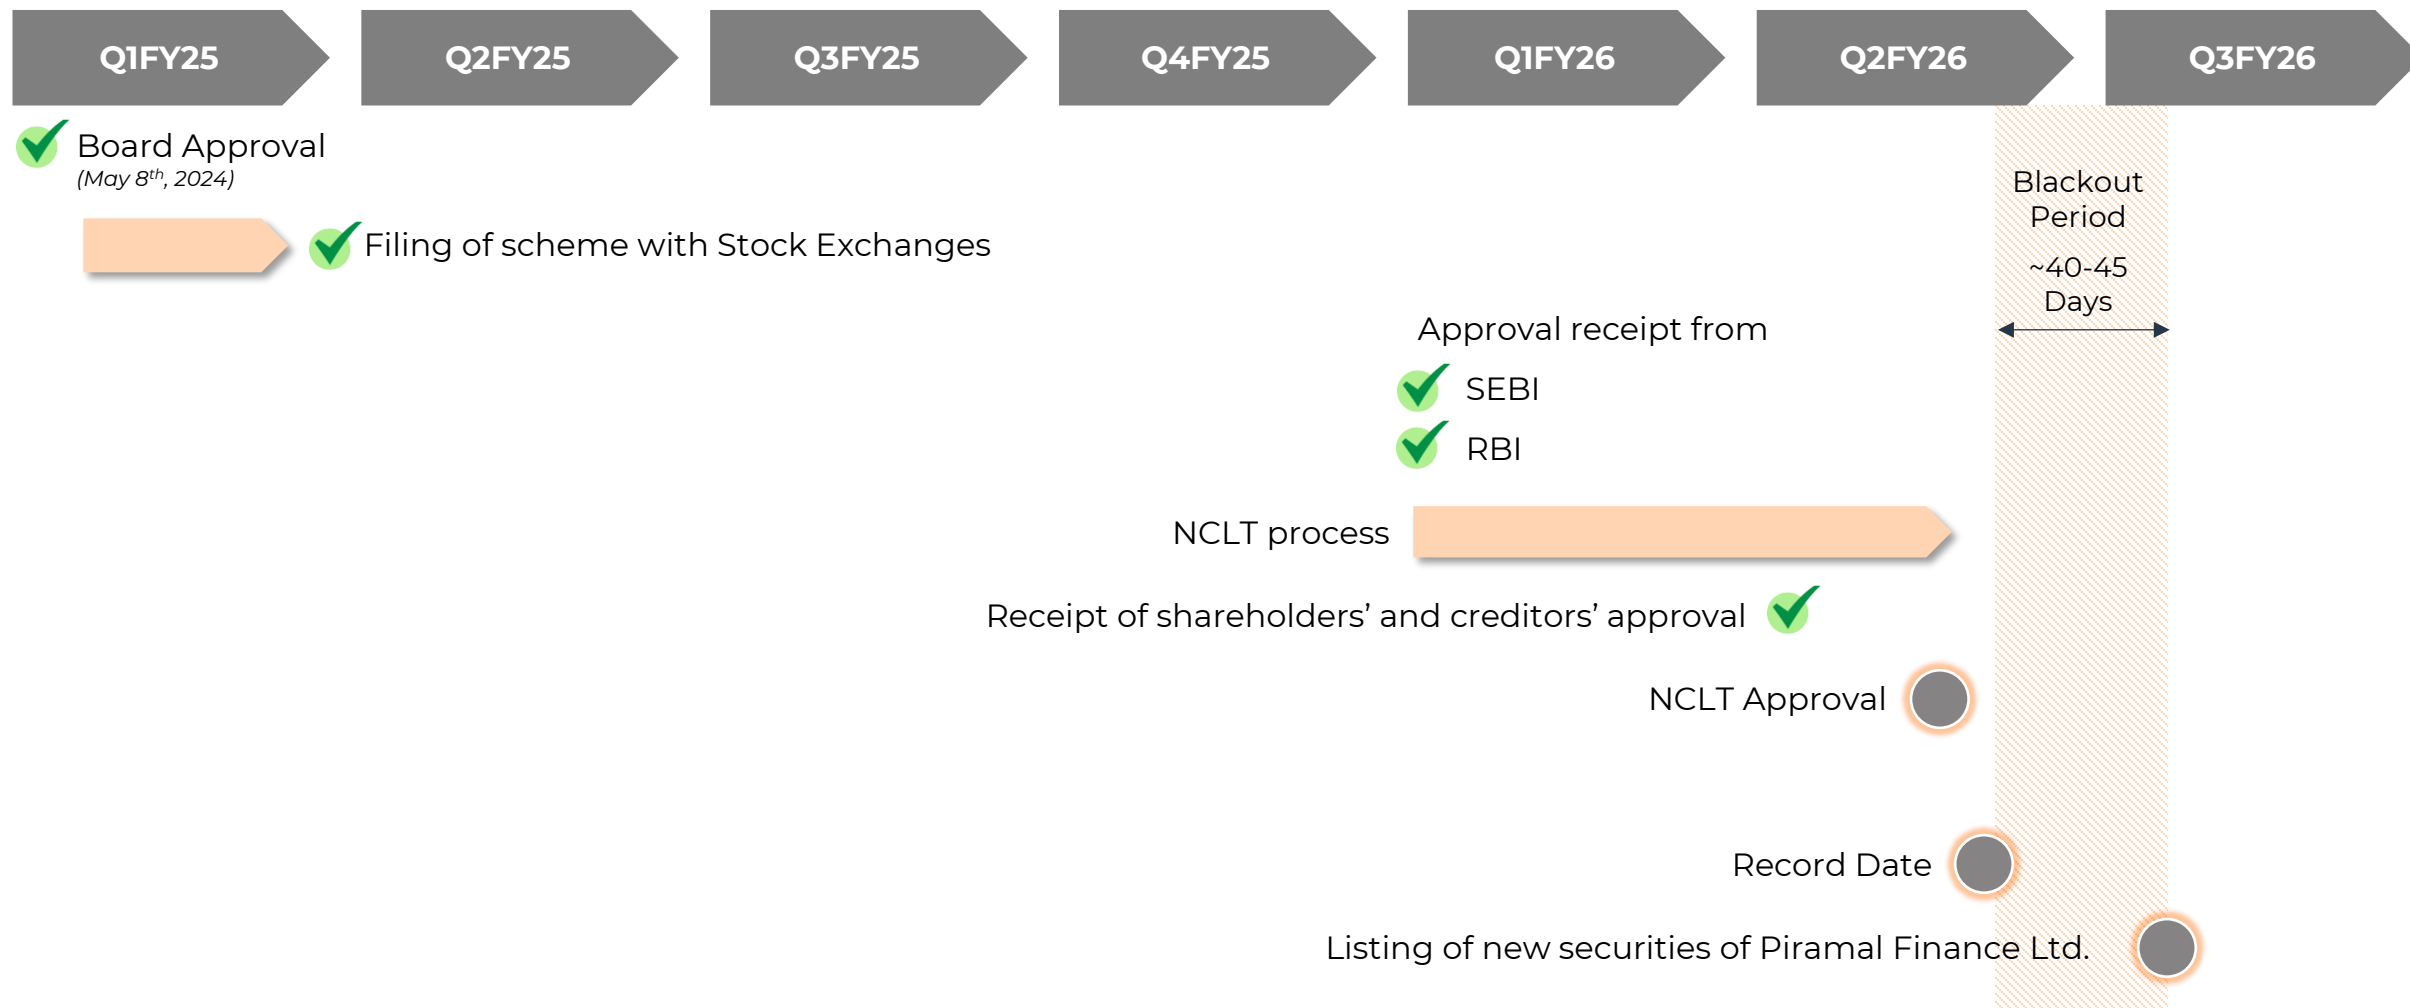 Q1FY25
Q2FY25
Q3FY25
Q4FY25
Q1FY26
Q2FY26
Q3FY26
Board Approval
(May 8th, 2024)
Blackout
Period
~40-45
Days
Filing of scheme with Stock Exchanges
Approval receipt from
SEBI
RBI
NCLT process
Receipt of shareholders’ and creditors’ approval
NCLT Approval
Record Date
Listing of new securities of Piramal Finance Ltd.